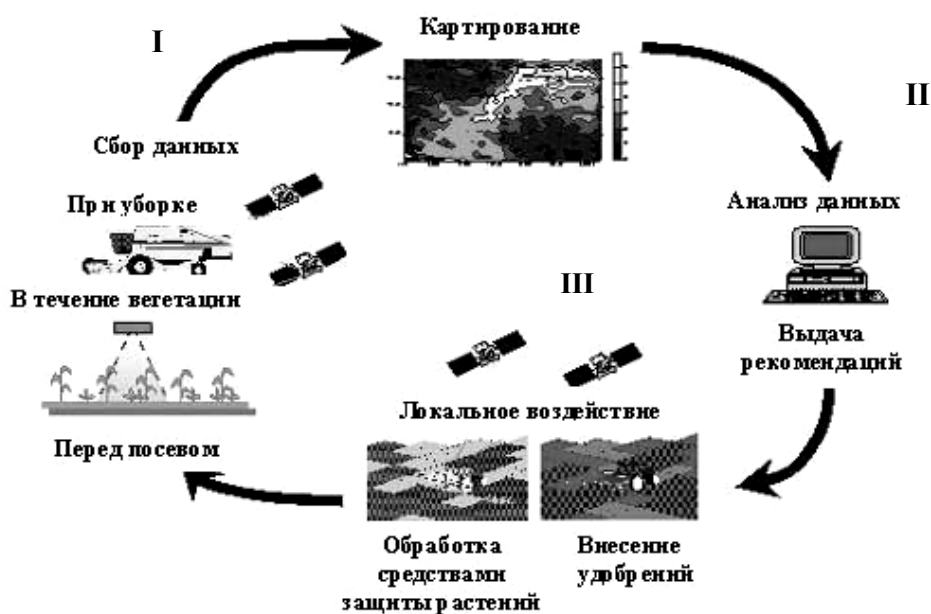 I
Картирование
II
Сбор данных
При уборке
В течение вегетации
Перед посевом
Анализ данных
Выдача
рекомендаций
III
Локальное воздействие
Обработка
средствами
защиты растений
Внесение
удобрений